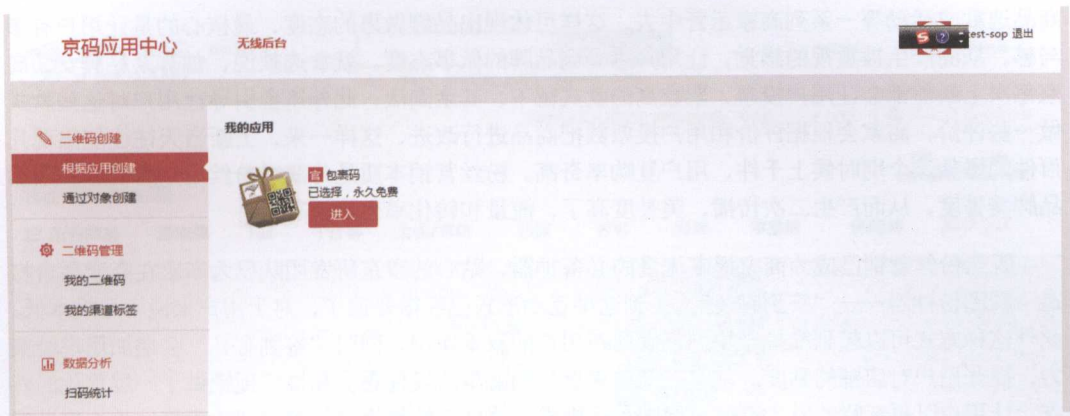 京码应用中心
无线后台
test-sop 退出
二维码创建
根据应用创建
通过对象创建
二维码管理
我的二维码
我的渠道标签
数据分析
扫码统计
我的应用
官 包裹码
已选择，永久免费
进入